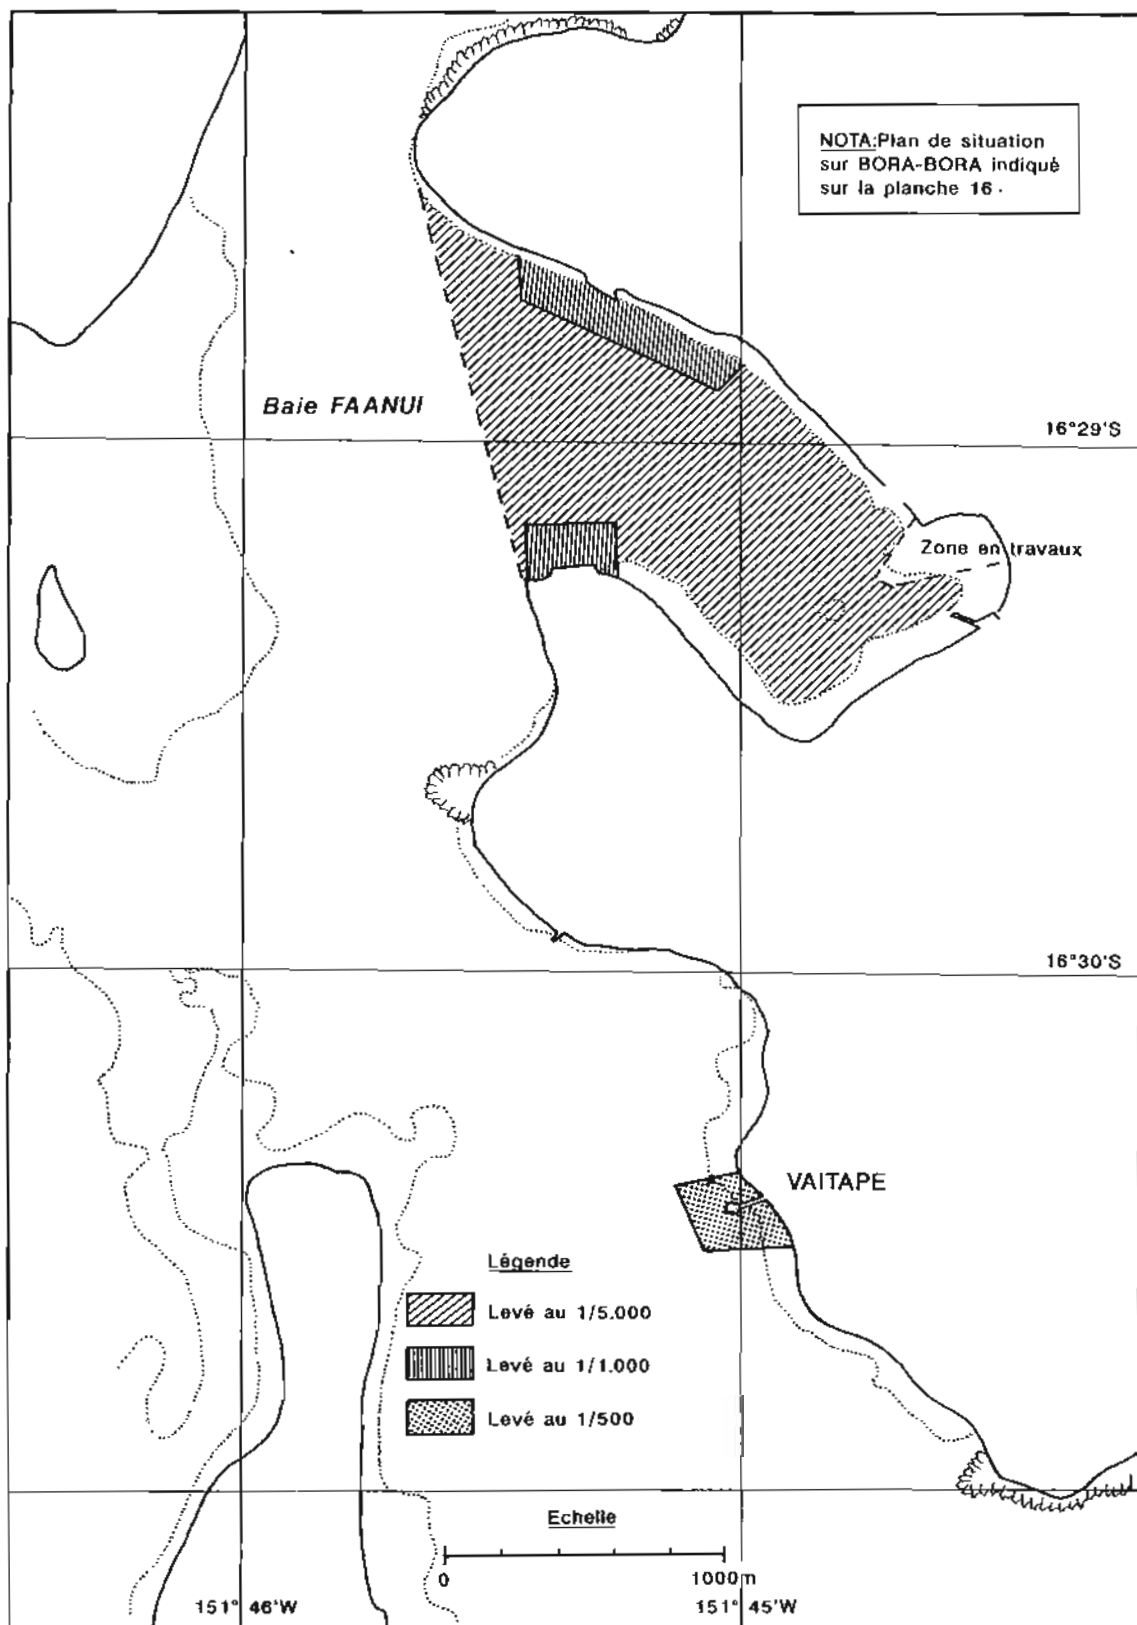 NOTA:Plan de situation
sur BORA-BORA indiqué
sur la planche 16.
Baie FAANUI
16°29'S
Zone en travaux
16°30'S
VAITAPE
Légende
Levé au 1/5.000
Levé au 1/1.000
Levé au 1/500
Echelle
0 1000m
151° 46'W 151° 45'W